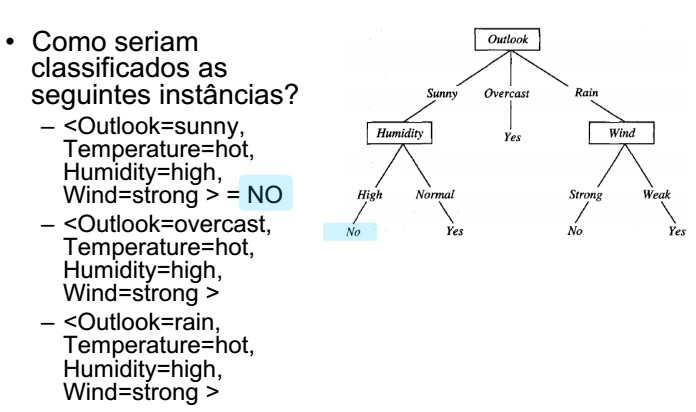 • Como seriam
classificados as
seguintes instâncias?
– <Outlook=sunny,
Temperature=hot,
Humidity=high,
Wind=strong > = NO
– <Outlook=overcast,
Temperature=hot,
Humidity=high,
Wind=strong >
– <Outlook=rain,
Temperature=hot,
Humidity=high,
Wind=strong >
Outlook
Sunny Overcast Rain
Humidity Yes Wind
High Normal Strong Weak
No Yes No Yes